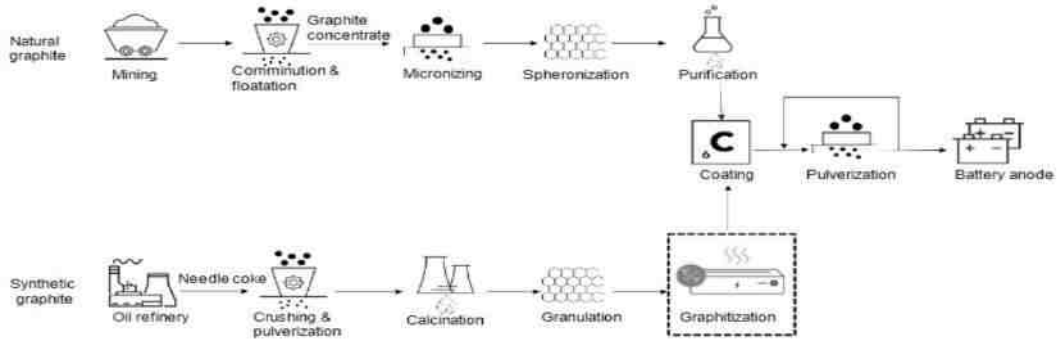 Natural
graphite
Mining
Comminution &
floatation
Graphite
concentrate
Micronizing
Spheronization
Purification
C
6
Coating
Pulverization
Battery anode
Synthetic
graphite
Oil refinery
Needle coke
Crushing &
pulverization
Calcination
Granulation
Graphitization